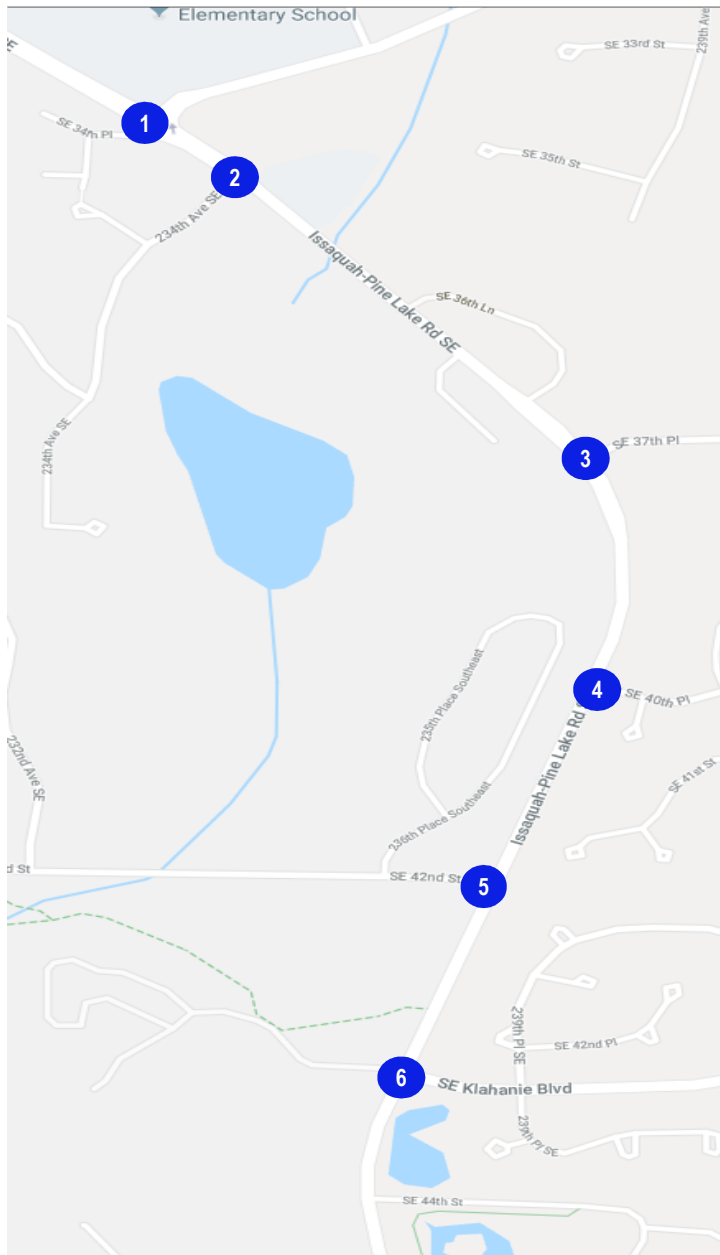 Elementary School
SE
239th Ave
SE 33rd St
1
SE 34th Pl
SE 35th St
2
234th Ave SE
Issaquah-Pine Lake Rd SE
SE 36th Ln
234th Ave SE
SE 37th Pl
3
235th Place Southeast
4
SE 40th Pl
Issaquah-Pine Lake Rd
232nd Ave SE
SE 41st St
236th Place Southeast
d St
SE 42nd St
5
239th Pl SE
SE 42nd Pl
6
SE Klahanie Blvd
239th Pl SE
SE 44th St